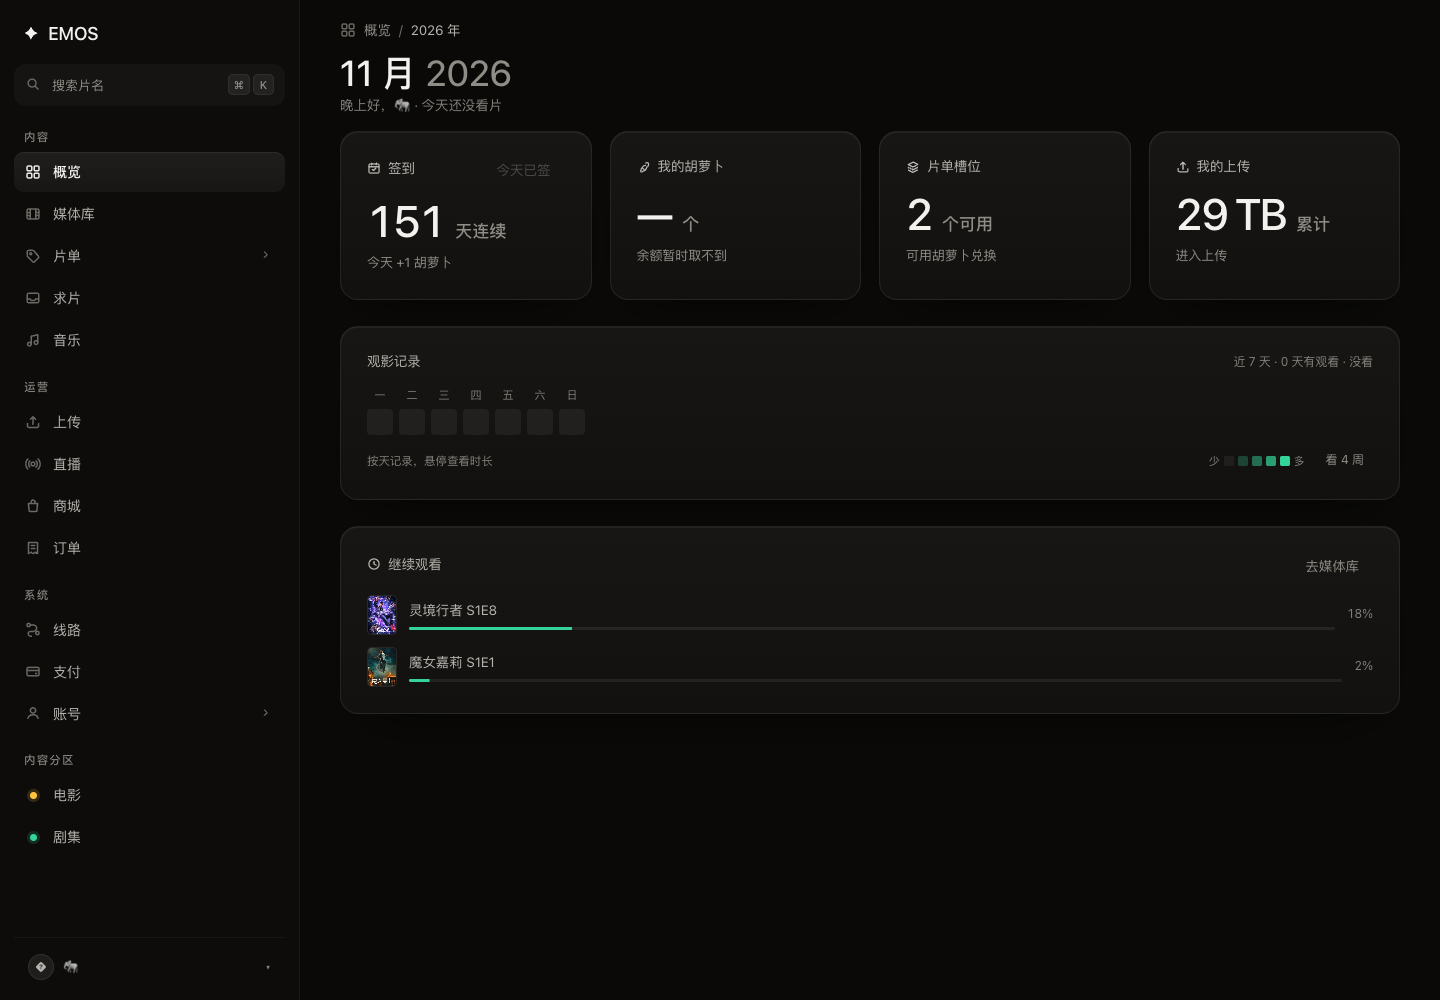 EMOS
搜索片名 ⌘ K
内容
概览
媒体库
片单
求片
音乐
运营
上传
直播
商城
订单
系统
线路
支付
账号
内容分区
电影
剧集
概览 / 2026 年
11 月 2026
晚上好，🐘 · 今天还没看片
签到 今天已签
151 天连续
今天 +1 胡萝卜
我的胡萝卜
— 个
余额暂时取不到
片单槽位
2 个可用
可用胡萝卜兑换
我的上传
29 TB 累计
进入上传
观影记录 近 7 天 · 0 天有观看 · 没看
一 二 三 四 五 六 日
按天记录，悬停查看时长 少 多 看 4 周
继续观看 去媒体库
灵境行者 S1E8 18%
魔女嘉莉 S1E1 2%